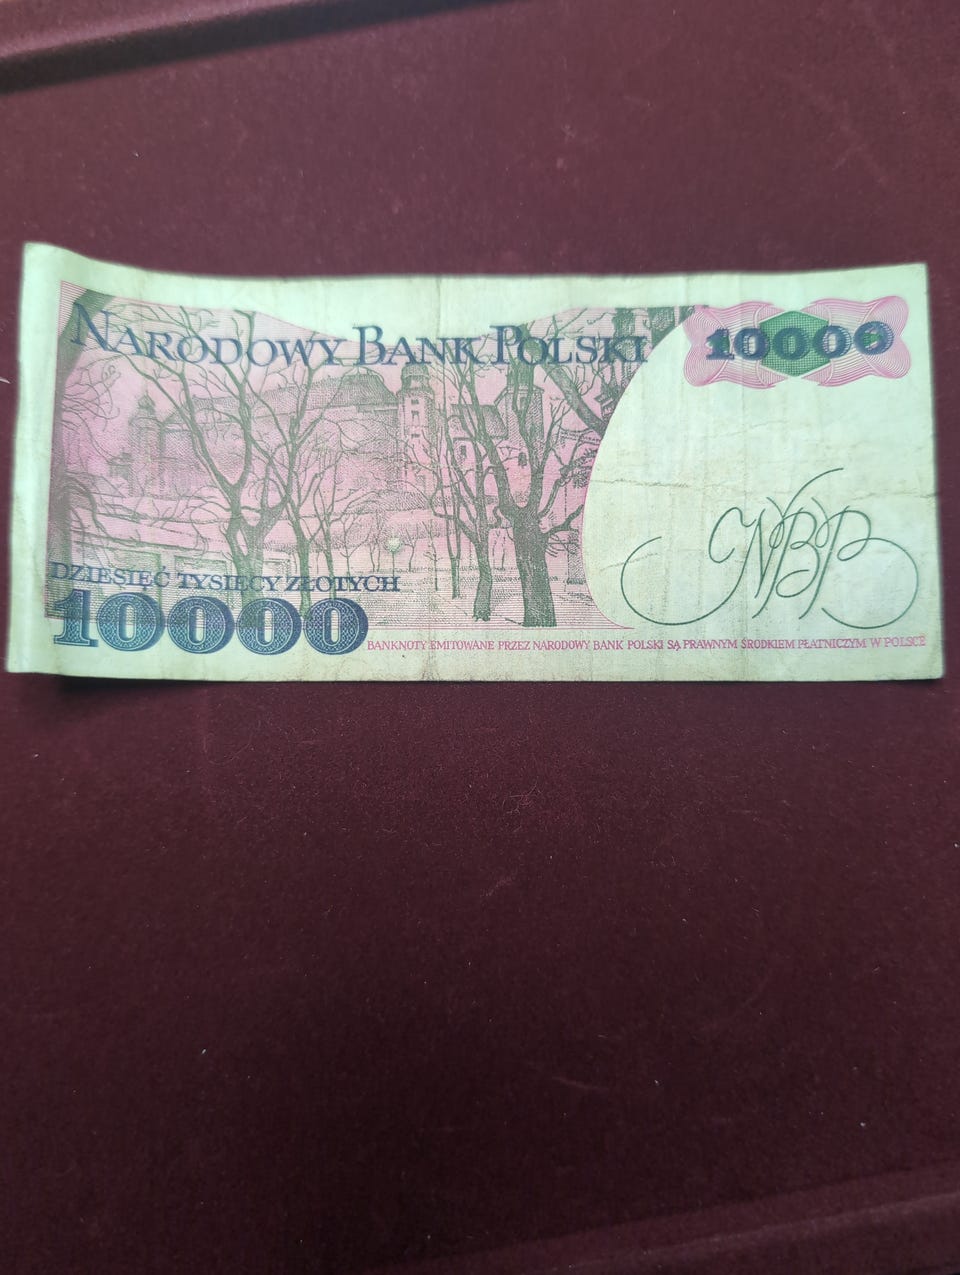 NARODOWY BANK POLSKI
10000
NBP
DZIESIĘĆ TYSIĘCY ZŁOTYCH
10000
BANKNOTY EMITOWANE PRZEZ NARODOWY BANK POLSKI SĄ PRAWNYM ŚRODKIEM PŁATNICZYM W POLSCE